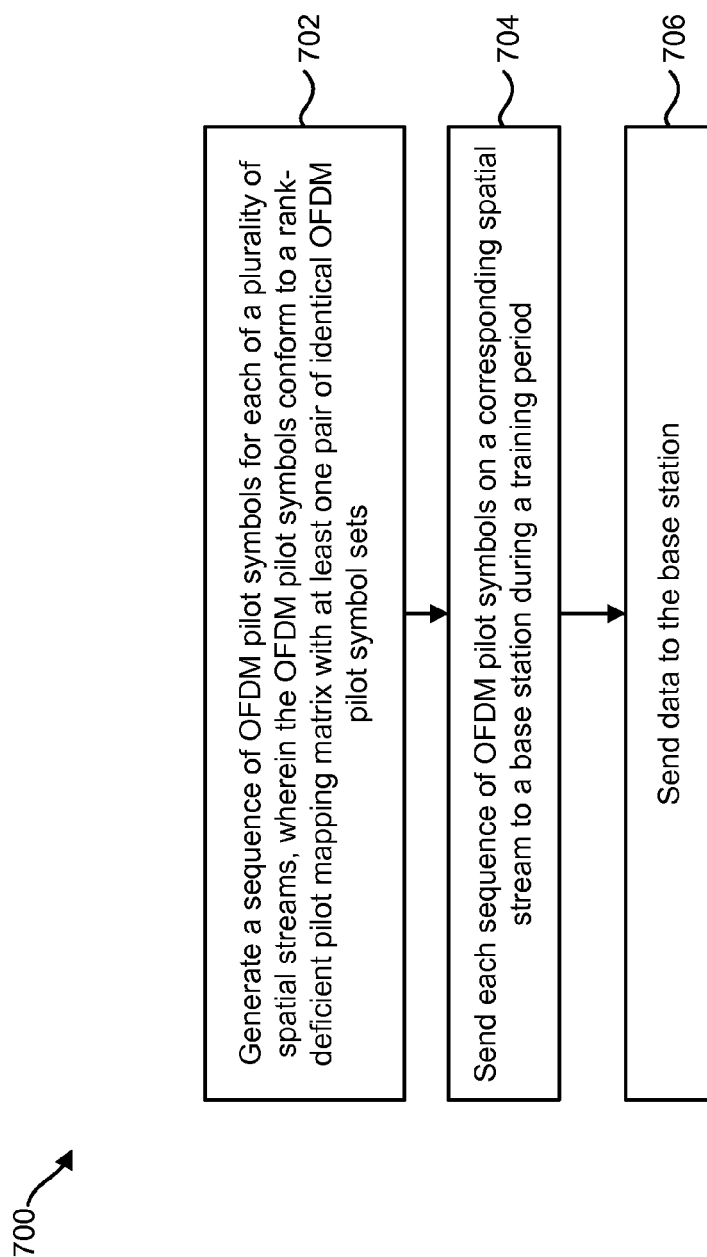 700
Generate a sequence of OFDM pilot symbols for each of a plurality of
spatial streams, wherein the OFDM pilot symbols conform to a rank-
deficient pilot mapping matrix with at least one pair of identical OFDM
pilot symbol sets
702
Send each sequence of OFDM pilot symbols on a corresponding spatial
stream to a base station during a training period
704
Send data to the base station
706